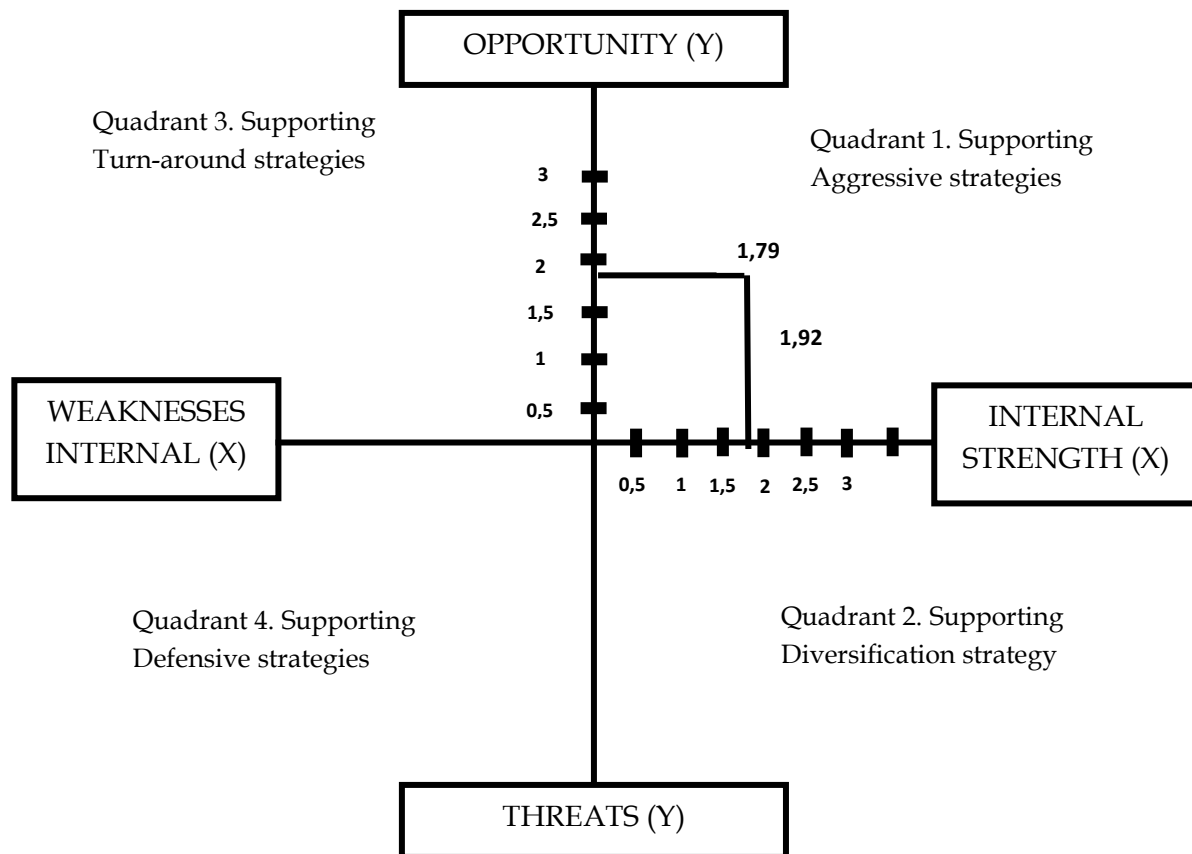 OPPORTUNITY (Y)
Quadrant 3. Supporting
Turn-around strategies
Quadrant 1. Supporting
Aggressive strategies
3
2,5
2
1,5
1
0,5
1,79
1,92
WEAKNESSES
INTERNAL (X)
INTERNAL
STRENGTH (X)
0,5
1
1,5
2
2,5
3
Quadrant 4. Supporting
Defensive strategies
Quadrant 2. Supporting
Diversification strategy
THREATS (Y)